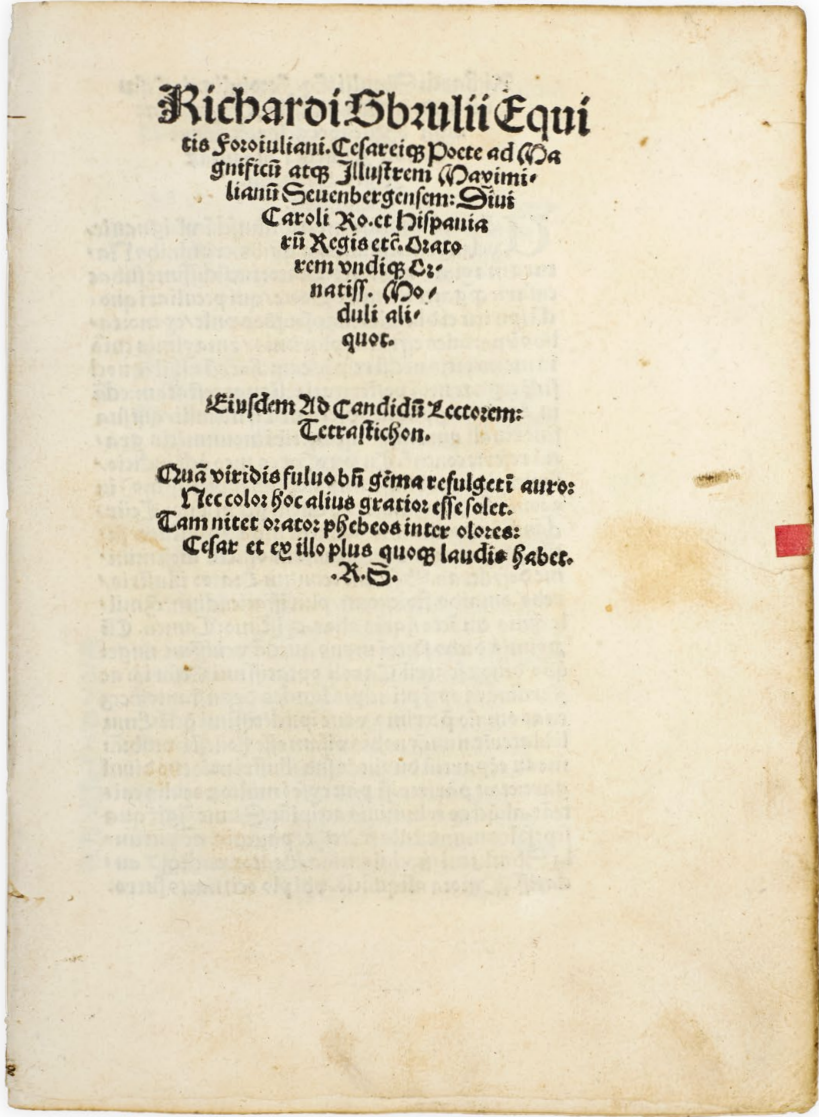 Richardi Sbrulii Equi
tis Foroiuliani. Cesareiqꝫ Poete ad Ma
gnificū atqꝫ Illustrem Maximi⸗
lianū Seuenbergensem: Diui
Caroli Ro. et Hispania
rū Regis etc̄. Orato
rem vndiqꝫ Or⸗
natiss. Mo⸗
duli ali⸗
quot.
Eiusdem Ad Candidū Lectorem:
Tetrastichon.
Quā viridis fuluo bn̄ gēma refulget ī auro:
Nec color hoc alius gratior esse solet.
Tam nitet orator phebeos inter olores:
Cesar et ex illo plus quoqꝫ laudis habet.
.R.S.